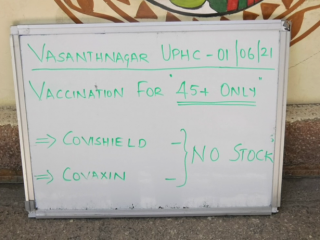 VASANTHNAGAR UPHC - 01/06/21
VACCINATION FOR "45+ ONLY"
⇒ COVISHIELD - } NO STOCK
⇒ COVAXIN -